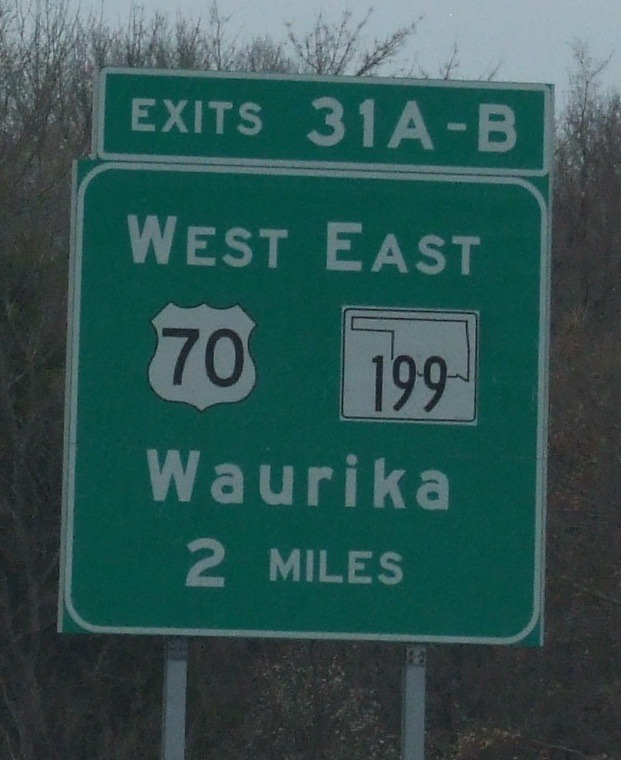 EXITS 31A-B
WEST EAST
70 199
Waurika
2 MILES